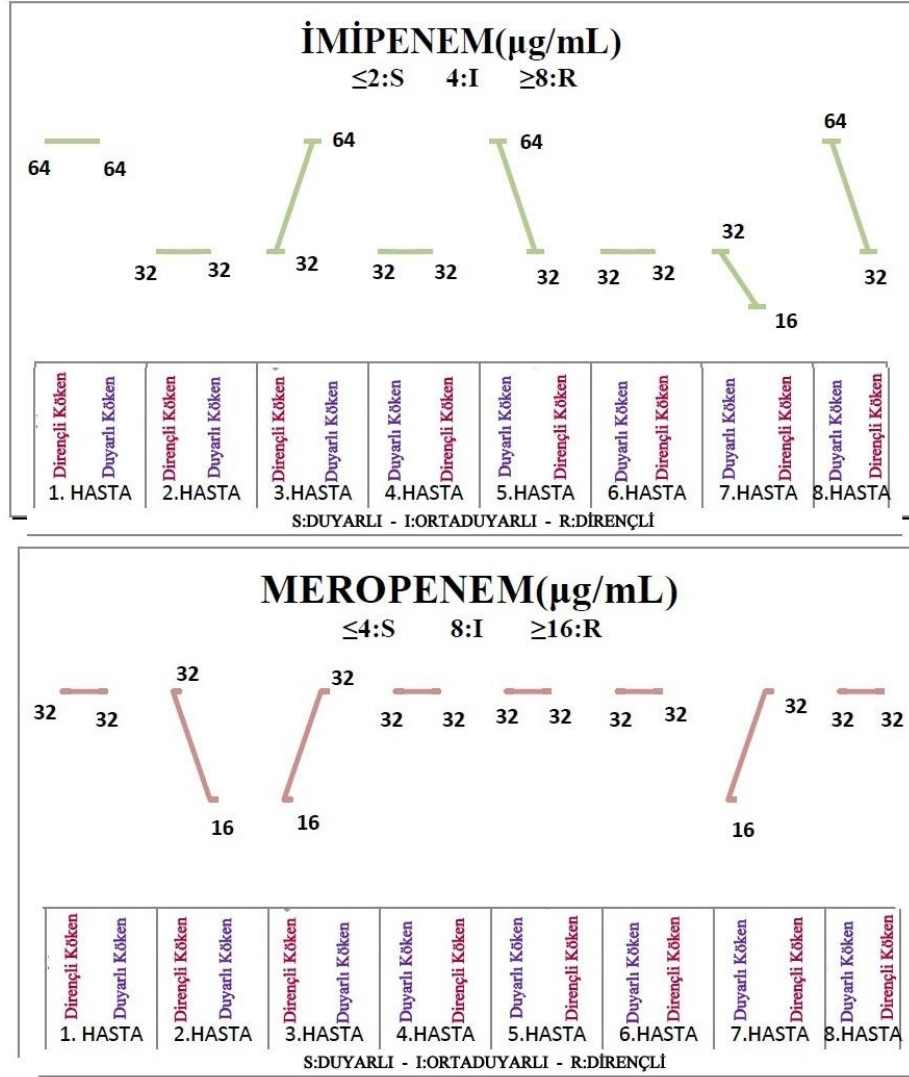 İMİPENEM(µg/mL)
≤2:S 4:I ≥8:R
64 64
32 32
32 64
32 32
64 32
32 32
32 16
64 32
Dirençli Köken Duyarlı Köken Dirençli Köken Duyarlı Köken Dirençli Köken Duyarlı Köken Duyarlı Köken Dirençli Köken Duyarlı Köken Dirençli Köken Duyarlı Köken Dirençli Köken Duyarlı Köken Dirençli Köken Duyarlı Köken Dirençli Köken
1. HASTA 2.HASTA 3.HASTA 4.HASTA 5.HASTA 6.HASTA 7.HASTA 8.HASTA
S:DUYARLI - I:ORTADUYARLI - R:DİRENÇLİ
MEROPENEM(µg/mL)
≤4:S 8:I ≥16:R
32 32
32 16
16 32
32 32
32 32
32 32
16 32
32 32
Dirençli Köken Duyarlı Köken Dirençli Köken Duyarlı Köken Dirençli Köken Duyarlı Köken Duyarlı Köken Dirençli Köken Duyarlı Köken Dirençli Köken Duyarlı Köken Dirençli Köken Duyarlı Köken Dirençli Köken Duyarlı Köken Dirençli Köken
1. HASTA 2.HASTA 3.HASTA 4.HASTA 5.HASTA 6.HASTA 7.HASTA 8.HASTA
S:DUYARLI - I:ORTADUYARLI - R:DİRENÇLİ